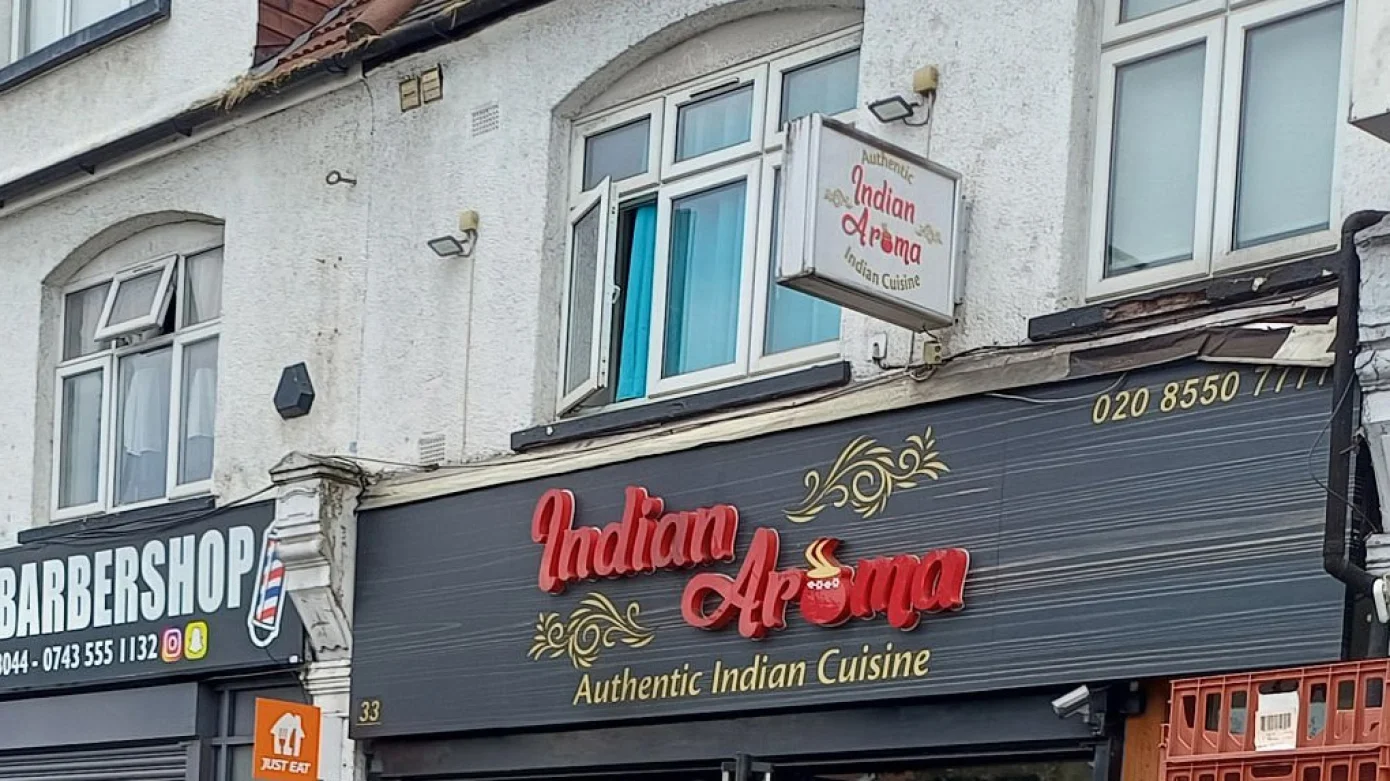 Authentic
Indian
Aroma
Indian Cuisine
020 8550 7777
Indian
Aroma
Authentic Indian Cuisine
33
BARBERSHOP
3044 - 0743 555 1132
JUST EAT